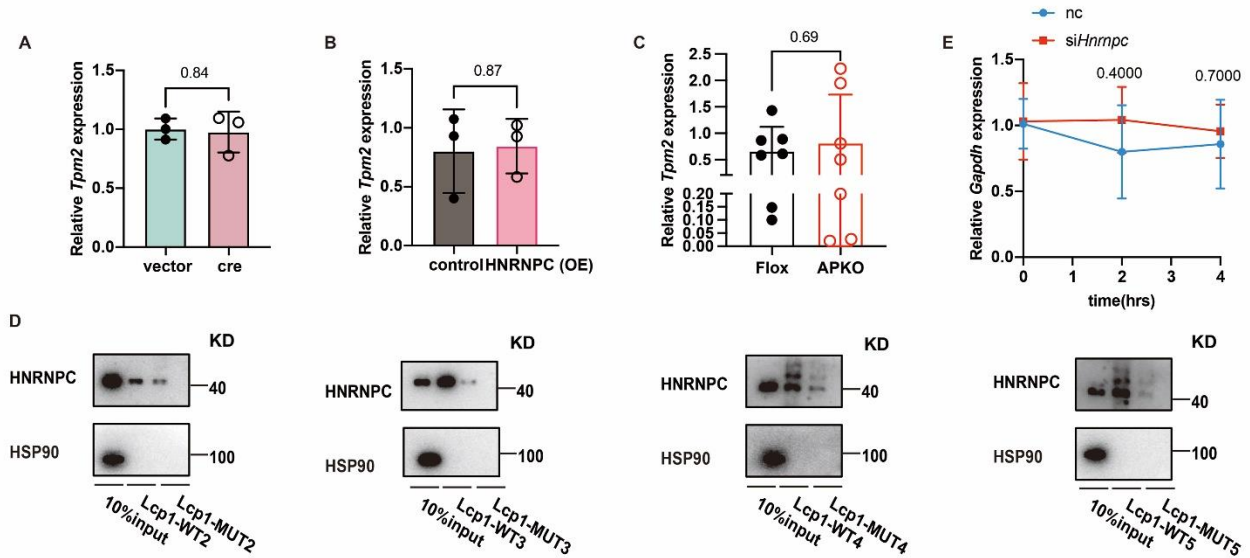 A
Relative Tpm2 expression
1.5
1.0
0.5
0.0
0.84
vector
cre
B
Relative Tpm2 expression
1.5
1.0
0.5
0.0
0.87
control
HNRNPC (OE)
C
Relative Tpm2 expression
2.5
2.0
1.5
1.0
0.5
0.20
0.15
0.10
0.05
0.00
0.69
Flox
APKO
E
nc
siHnrnpc
Relative Gapdh expression
1.5
1.0
0.5
0.0
0.4000
0.7000
0
1
2
3
4
time(hrs)
D
KD
HNRNPC
40
HSP90
100
10%input
Lcp1-WT2
Lcp1-MUT2
KD
HNRNPC
40
HSP90
100
10%input
Lcp1-WT3
Lcp1-MUT3
KD
HNRNPC
40
HSP90
100
10%input
Lcp1-WT4
Lcp1-MUT4
KD
HNRNPC
40
HSP90
100
10%input
Lcp1-WT5
Lcp1-MUT5